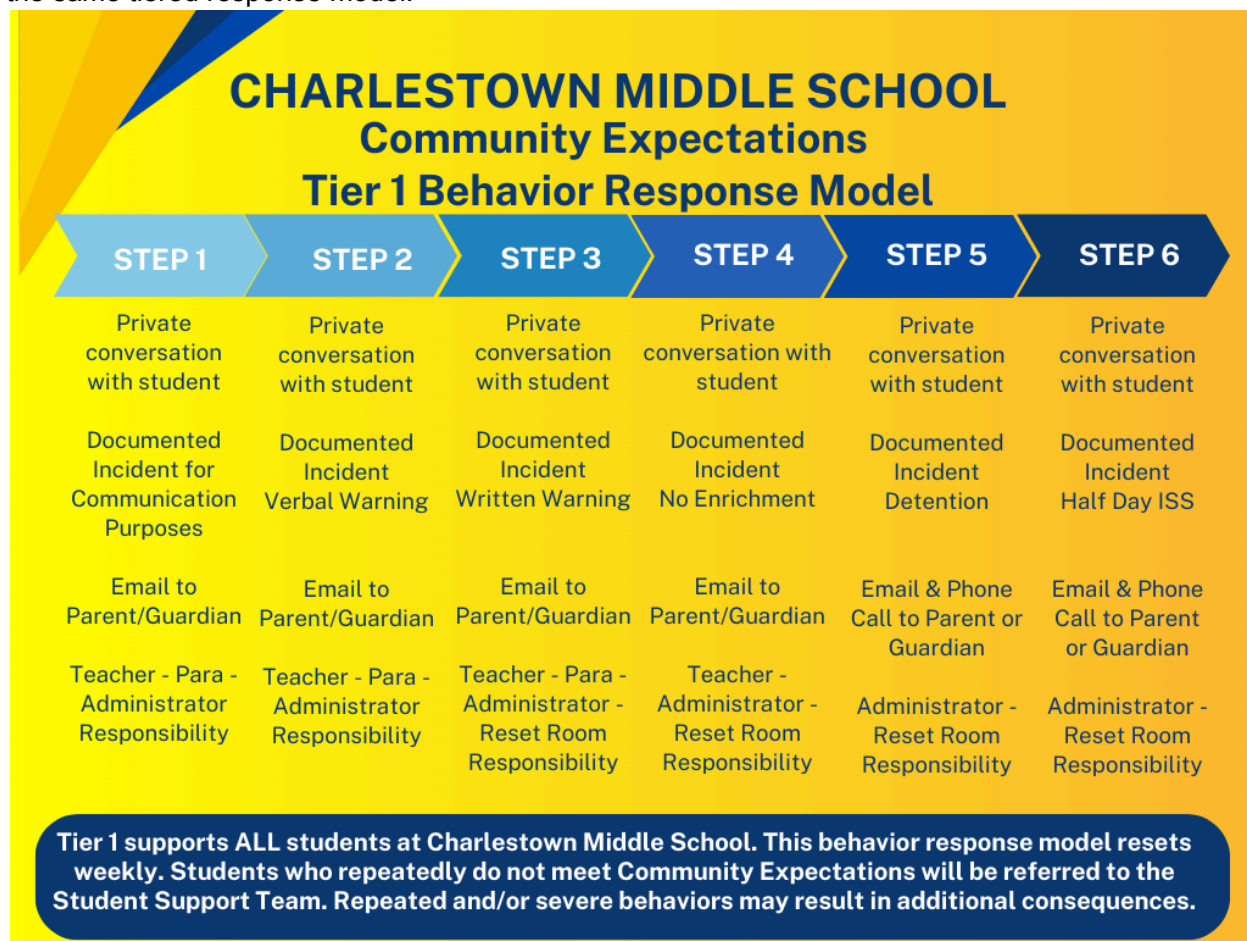 the same tiered response model.
CHARLESTOWN MIDDLE SCHOOL
Community Expectations
Tier 1 Behavior Response Model
STEP 1
Private
conversation
with student
Documented
Incident for
Communication
Purposes
Email to
Parent/Guardian
Teacher - Para -
Administrator
Responsibility
STEP 2
Private
conversation
with student
Documented
Incident
Verbal Warning
Email to
Parent/Guardian
Teacher - Para -
Administrator
Responsibility
STEP 3
Private
conversation
with student
Documented
Incident
Written Warning
Email to
Parent/Guardian
Teacher - Para -
Administrator -
Reset Room
Responsibility
STEP 4
Private
conversation with
student
Documented
Incident
No Enrichment
Email to
Parent/Guardian
Teacher -
Administrator -
Reset Room
Responsibility
STEP 5
Private
conversation
with student
Documented
Incident
Detention
Email & Phone
Call to Parent or
Guardian
Administrator -
Reset Room
Responsibility
STEP 6
Private
conversation
with student
Documented
Incident
Half Day ISS
Email & Phone
Call to Parent
or Guardian
Administrator -
Reset Room
Responsibility
Tier 1 supports ALL students at Charlestown Middle School. This behavior response model resets
weekly. Students who repeatedly do not meet Community Expectations will be referred to the
Student Support Team. Repeated and/or severe behaviors may result in additional consequences.